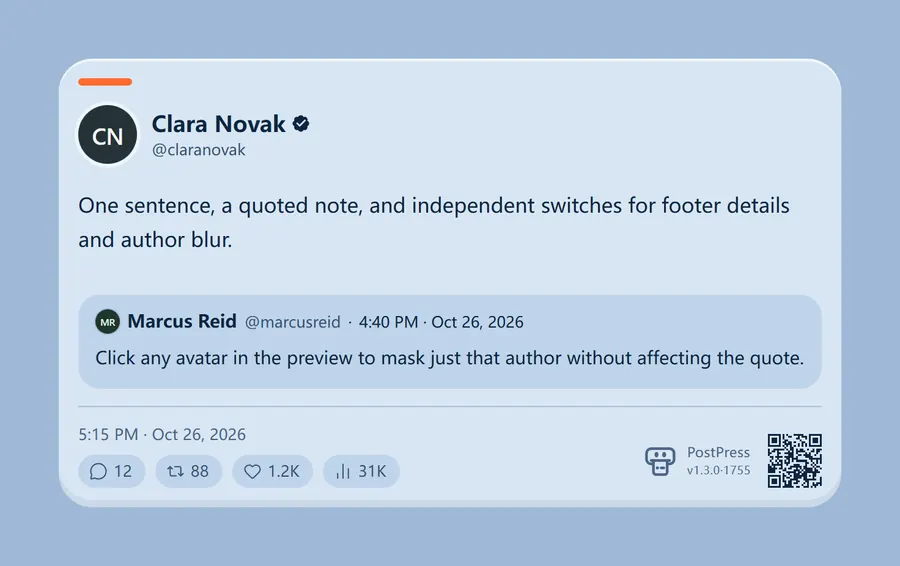 CN
Clara Novak
@claranovak
One sentence, a quoted note, and independent switches for footer details
and author blur.
MR Marcus Reid @marcusreid · 4:40 PM · Oct 26, 2026
Click any avatar in the preview to mask just that author without affecting the quote.
5:15 PM · Oct 26, 2026
12 88 1.2K 31K
PostPress
v1.3.0·1755